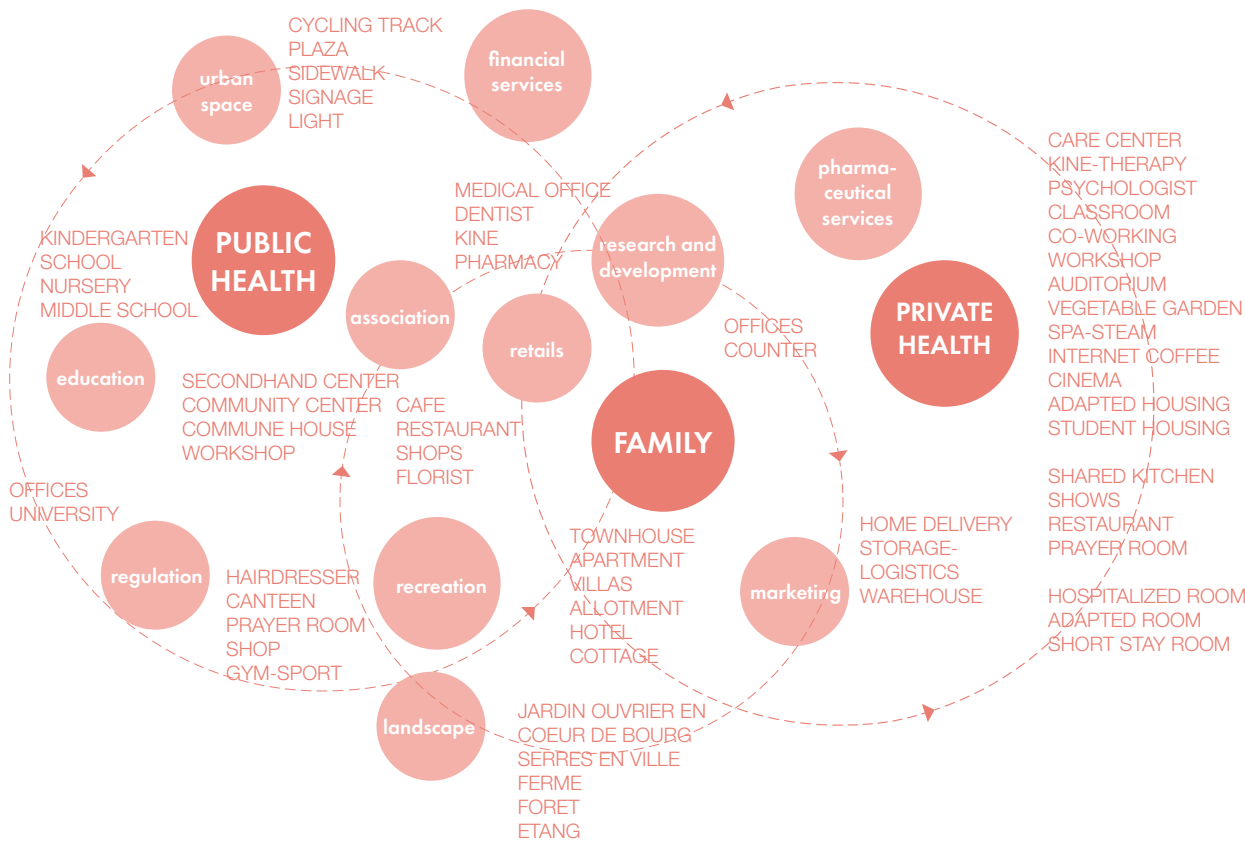 CYCLING TRACK
PLAZA
SIDEWALK
SIGNAGE
LIGHT
urban
space
financial
services
pharma-
ceutical
services
CARE CENTER
KINE-THERAPY
PSYCHOLOGIST
CLASSROOM
CO-WORKING
WORKSHOP
AUDITORIUM
VEGETABLE GARDEN
SPA-STEAM
INTERNET COFFEE
CINEMA
ADAPTED HOUSING
STUDENT HOUSING
SHARED KITCHEN
SHOWS
RESTAURANT
PRAYER ROOM
HOSPITALIZED ROOM
ADAPTED ROOM
SHORT STAY ROOM
MEDICAL OFFICE
DENTIST
KINE
PHARMACY
research and
development
PUBLIC
HEALTH
KINDERGARTEN
SCHOOL
NURSERY
MIDDLE SCHOOL
association
retails
OFFICES
COUNTER
PRIVATE
HEALTH
education
SECONDHAND CENTER
COMMUNITY CENTER
COMMUNE HOUSE
WORKSHOP
CAFE
RESTAURANT
SHOPS
FLORIST
FAMILY
OFFICES
UNIVERSITY
regulation
HAIRDRESSER
CANTEEN
PRAYER ROOM
SHOP
GYM-SPORT
recreation
TOWNHOUSE
APARTMENT
VILLAS
ALLOTMENT
HOTEL
COTTAGE
marketing
HOME DELIVERY
STORAGE-
LOGISTICS
WAREHOUSE
landscape
JARDIN OUVRIER EN
COEUR DE BOURG
SERRES EN VILLE
FERME
FORET
ETANG